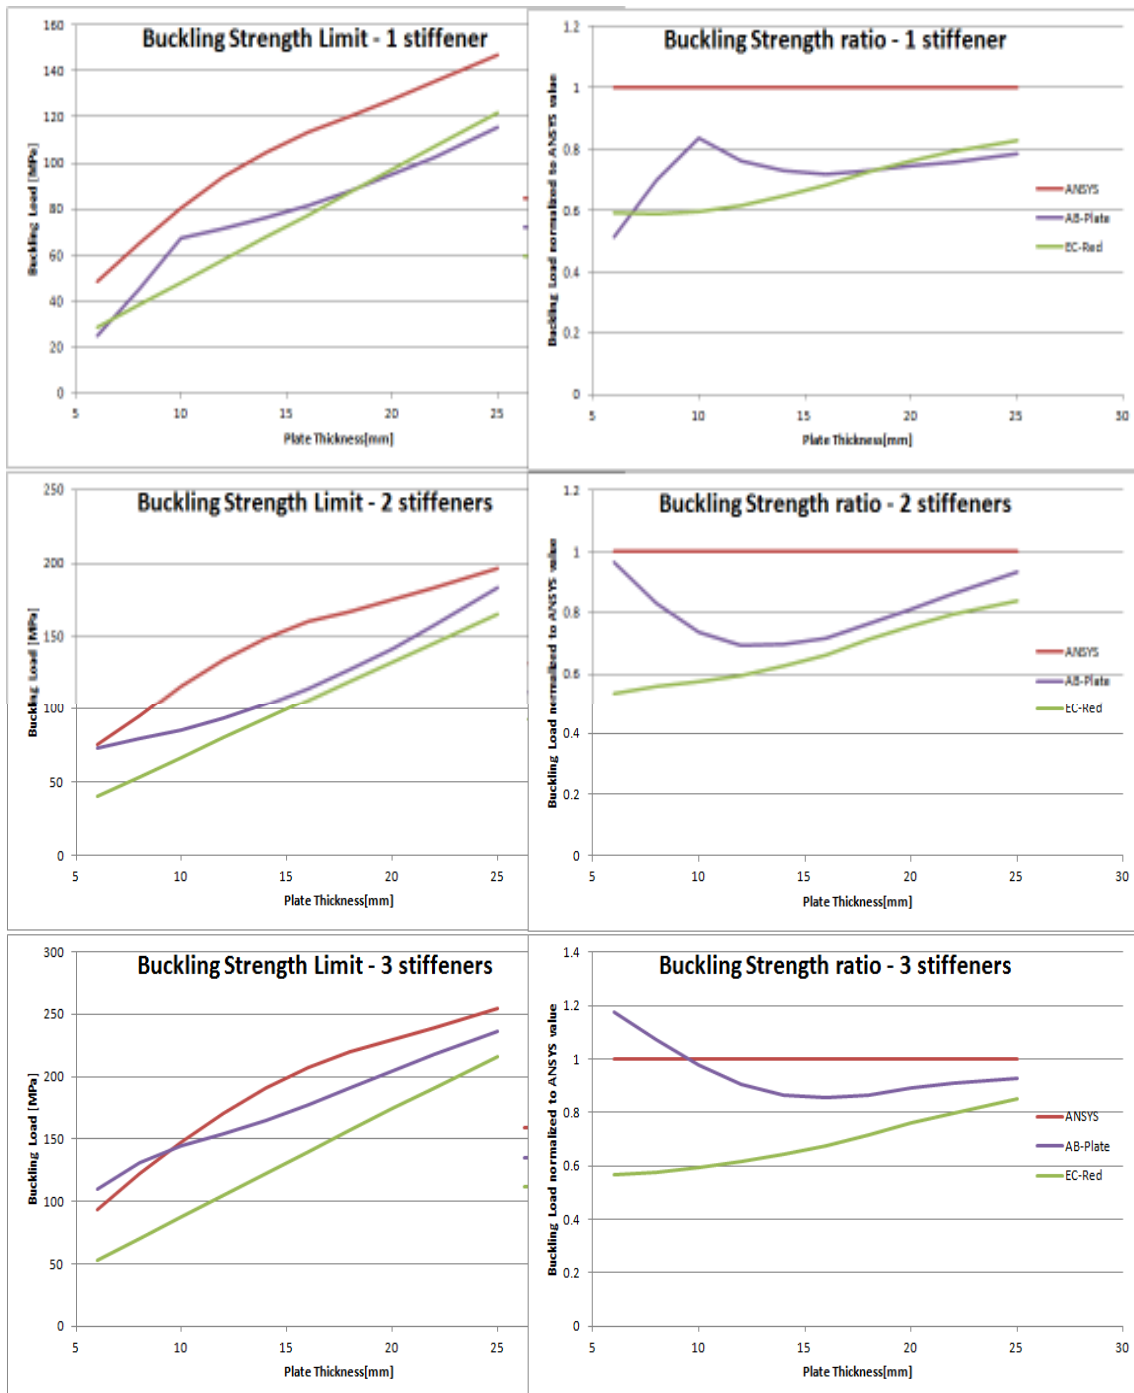 Buckling Strength Limit - 1 stiffener
Buckling Load [MPa]
160
140
120
100
80
60
40
20
0
5
10
15
20
25
Plate Thickness[mm]
Buckling Strength ratio - 1 stiffener
Buckling Load normalized to ANSYS value
1.2
1
0.8
0.6
0.4
0.2
0
5
10
15
20
25
30
Plate Thickness[mm]
ANSYS
AB-Plate
EC-Red
Buckling Strength Limit - 2 stiffeners
Buckling Load [MPa]
250
200
150
100
50
0
5
10
15
20
25
Plate Thickness[mm]
Buckling Strength ratio - 2 stiffeners
Buckling Load normalized to ANSYS value
1.2
1
0.8
0.6
0.4
0.2
0
5
10
15
20
25
30
Plate Thickness[mm]
ANSYS
AB-Plate
EC-Red
Buckling Strength Limit - 3 stiffeners
Buckling Load [MPa]
300
250
200
150
100
50
0
5
10
15
20
25
Plate Thickness[mm]
Buckling Strength ratio - 3 stiffeners
Buckling Load normalized to ANSYS value
1.4
1.2
1
0.8
0.6
0.4
0.2
0
5
10
15
20
25
30
Plate Thickness[mm]
ANSYS
AB-Plate
EC-Red